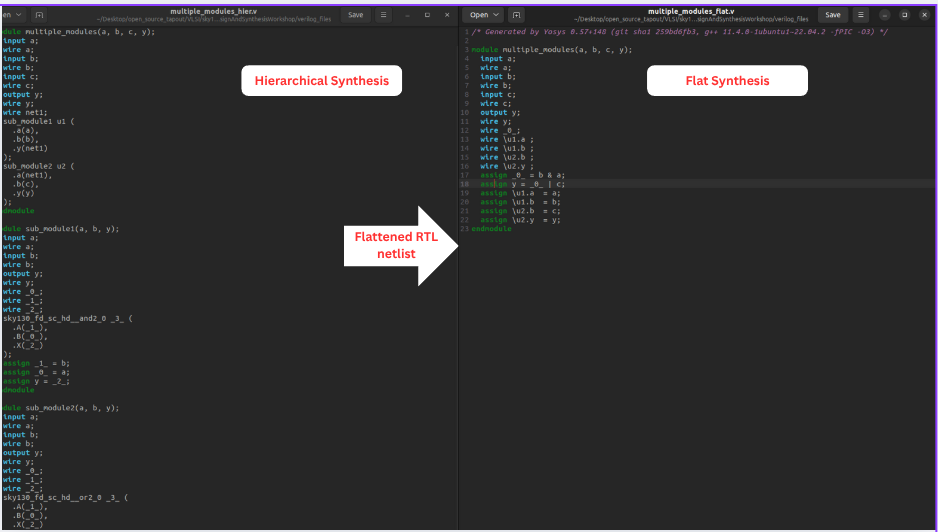 en
multiple_modules_hier.v
~/Desktop/open_source_tapout/VLSI/sky1...signAndSynthesisWorkshop/verilog_files
Save
dule multiple_modules(a, b, c, y);
input a;
wire a;
input b;
wire b;
input c;
wire c;
output y;
wire y;
wire net1;
sub_module1 u1 (
.a(a),
.b(b),
.y(net1)
);
sub_module2 u2 (
.a(net1),
.b(c),
.y(y)
);
dmodule
dule sub_module1(a, b, y);
input a;
wire a;
input b;
wire b;
output y;
wire y;
wire _0_;
wire _1_;
wire _2_;
sky130_fd_sc_hd__and2_0 _3_ (
.A(_1_),
.B(_0_),
.X(_2_)
);
assign _1_ = b;
assign _0_ = a;
assign y = _2_;
dmodule
dule sub_module2(a, b, y);
input a;
wire a;
input b;
wire b;
output y;
wire y;
wire _0_;
wire _1_;
wire _2_;
sky130_fd_sc_hd__or2_0 _3_ (
.A(_1_),
.B(_0_),
.X(_2_)
Hierarchical Synthesis
Flattened RTL
netlist
Open
multiple_modules_flat.v
~/Desktop/open_source_tapout/VLSI/sky1...signAndSynthesisWorkshop/verilog_files
Save
1 /* Generated by Yosys 0.57+148 (git sha1 259bd6fb3, g++ 11.4.0-1ubuntu1~22.04.2 -fPIC -O3) */
2
3 module multiple_modules(a, b, c, y);
4 input a;
5 wire a;
6 input b;
7 wire b;
8 input c;
9 wire c;
10 output y;
11 wire y;
12 wire _0_;
13 wire \u1.a ;
14 wire \u1.b ;
15 wire \u2.b ;
16 wire \u2.y ;
17 assign _0_ = b & a;
18 assign y = _0_ | c;
19 assign \u1.a = a;
20 assign \u1.b = b;
21 assign \u2.b = c;
22 assign \u2.y = y;
23 endmodule
Flat Synthesis